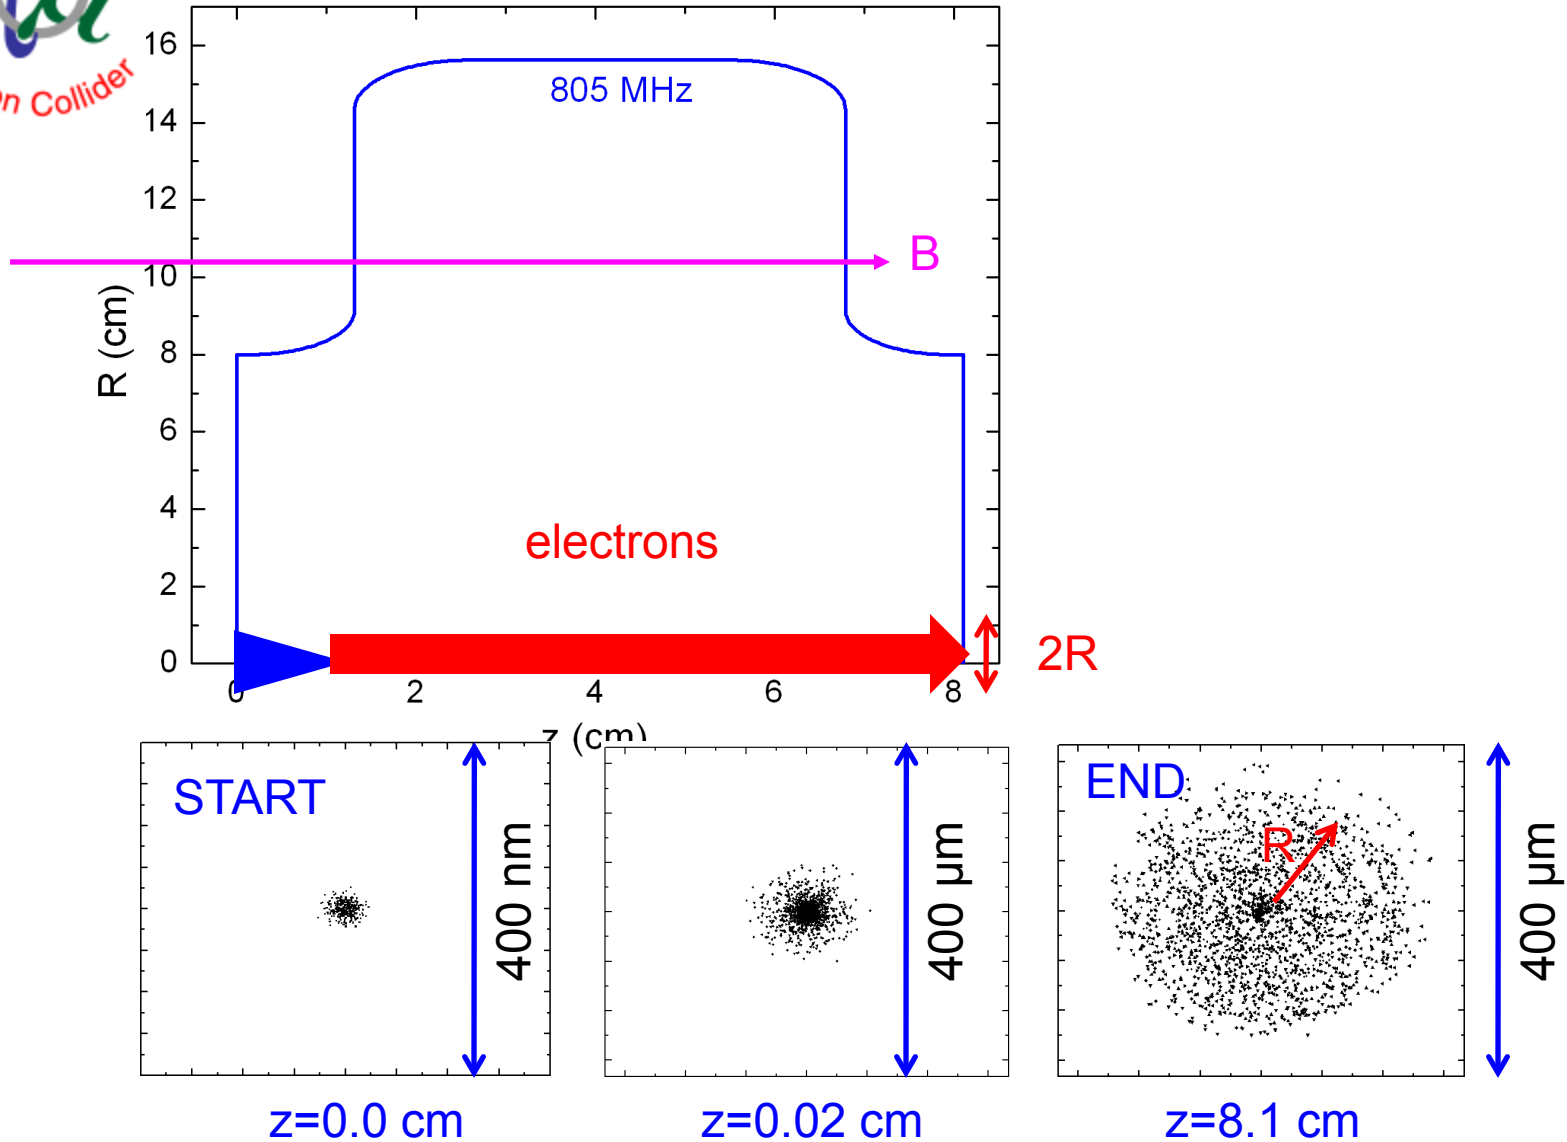 n Collider
16
14
12
10
8
6
4
2
0
R (cm)
805 MHz
B
electrons
2R
0
2
4
6
8
z (cm)
START
400 nm
400 µm
END
R
400 µm
z=0.0 cm
z=0.02 cm
z=8.1 cm